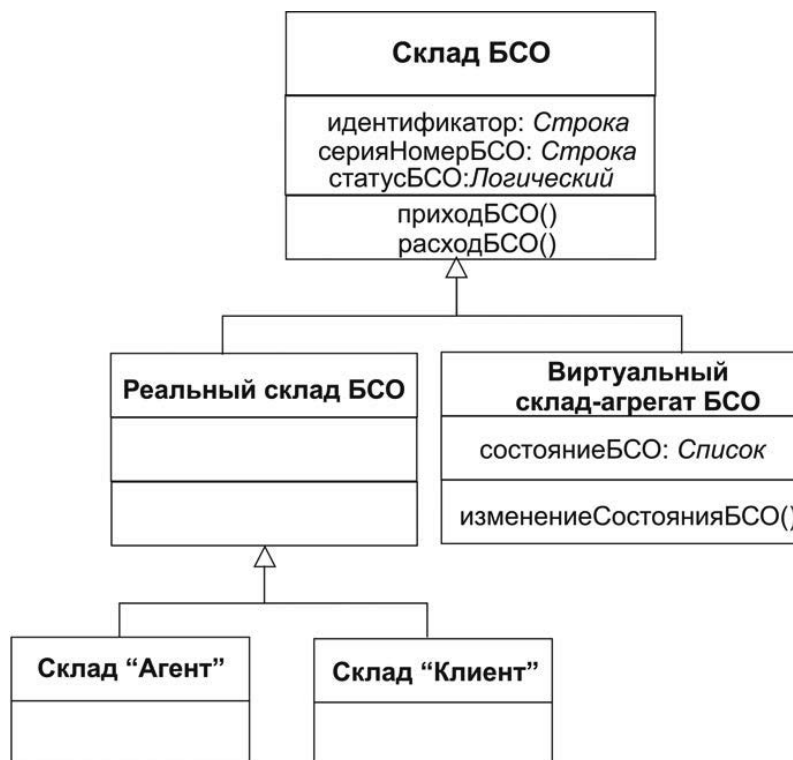 Склад БСО
идентификатор: Строка
серияНомерБСО: Строка
статусБСО:Логический
приходБСО()
расходБСО()
Реальный склад БСО
Виртуальный
склад-агрегат БСО
состояниеБСО: Список
изменениеСостоянияБСО()
Склад “Агент”
Склад “Клиент”